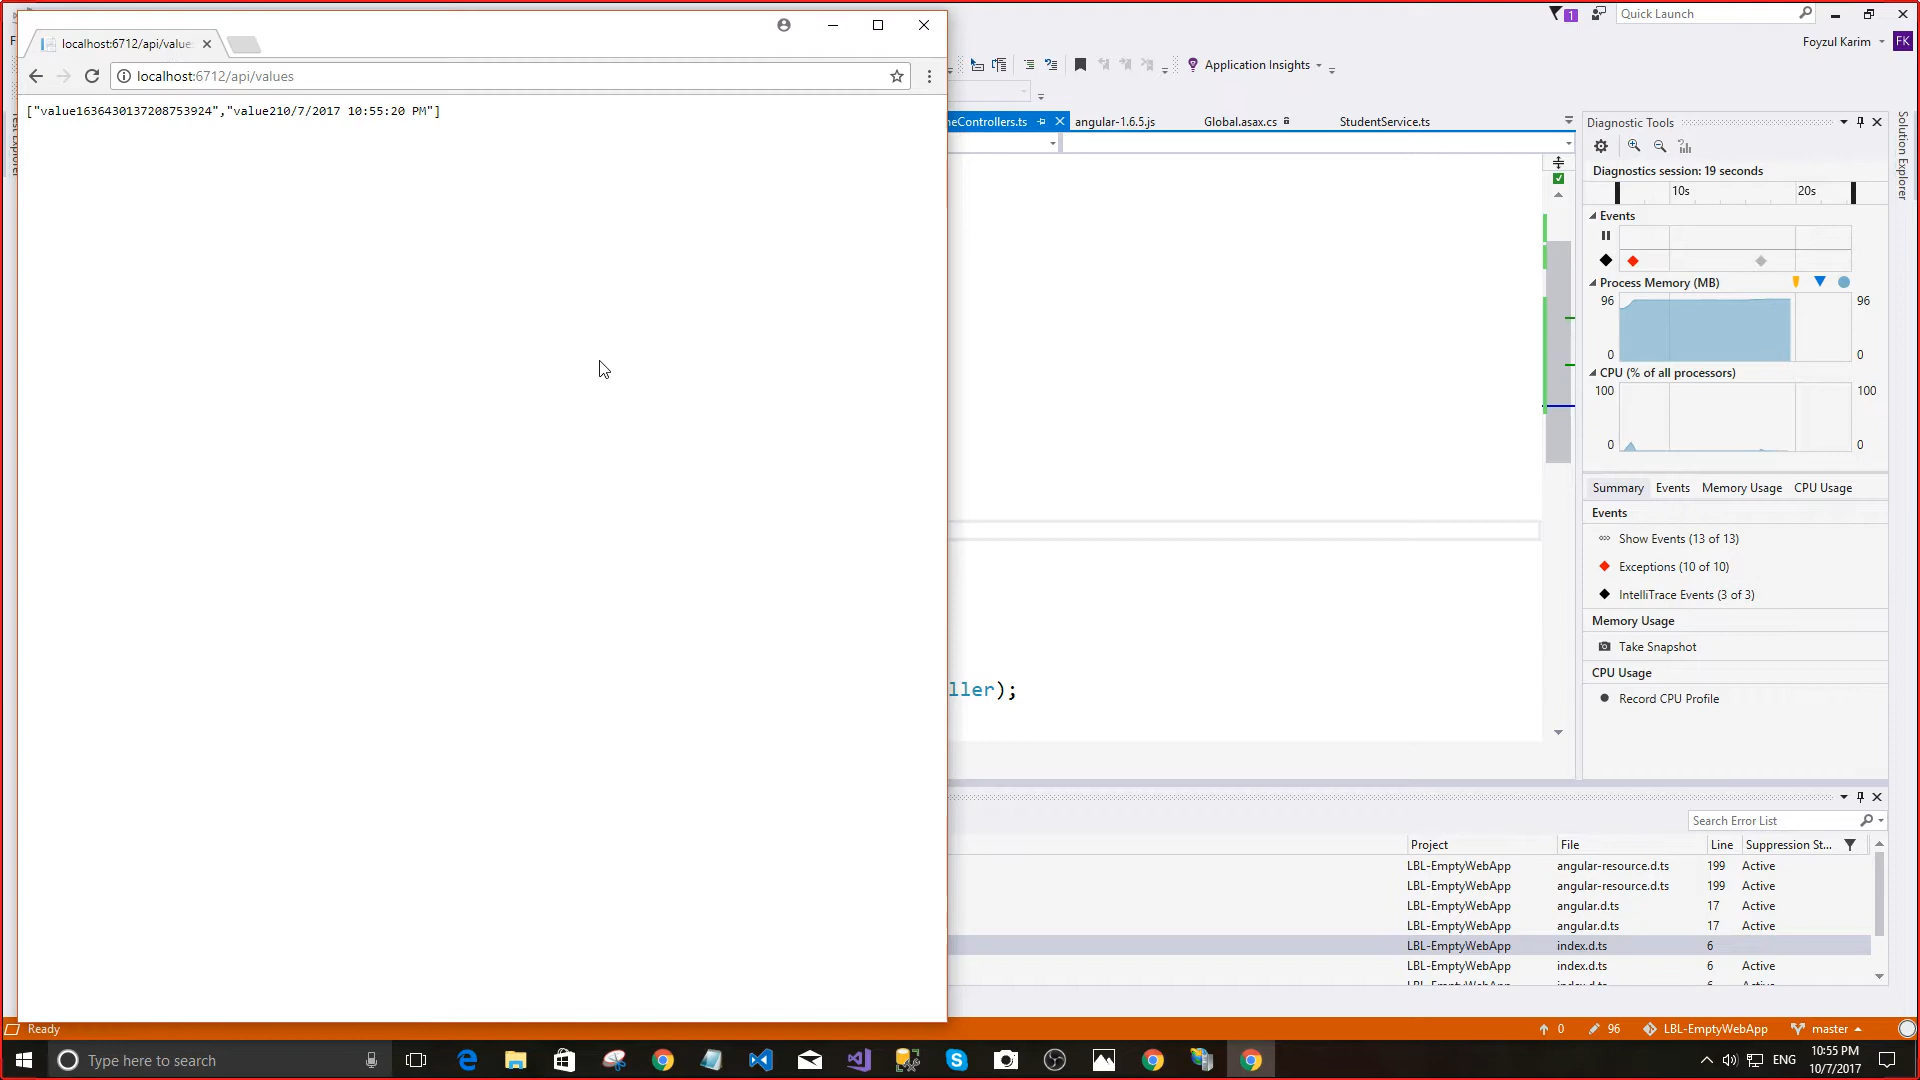 localhost:6712/api/value
localhost:6712/api/values
["value1636430137208753924","value210/7/2017 10:55:20 PM"]
1
Quick Launch
Foyzul Karim
FK
Application Insights
eControllers.ts
angular-1.6.5.js
Global.asax.cs
StudentService.ts
ller);
Diagnostic Tools
Diagnostics session: 19 seconds
10s
20s
Events
Process Memory (MB)
96
96
0
0
CPU (% of all processors)
100
100
0
0
Summary
Events
Memory Usage
CPU Usage
Events
Show Events (13 of 13)
Exceptions (10 of 10)
IntelliTrace Events (3 of 3)
Memory Usage
Take Snapshot
CPU Usage
Record CPU Profile
Solution Explorer
Search Error List
Project File Line Suppression St...
LBL-EmptyWebApp angular-resource.d.ts 199 Active
LBL-EmptyWebApp angular-resource.d.ts 199 Active
LBL-EmptyWebApp angular.d.ts 17 Active
LBL-EmptyWebApp angular.d.ts 17 Active
LBL-EmptyWebApp index.d.ts 6
LBL-EmptyWebApp index.d.ts 6 Active
Ready
0
96
LBL-EmptyWebApp
master
Type here to search
ENG
10:55 PM
10/7/2017